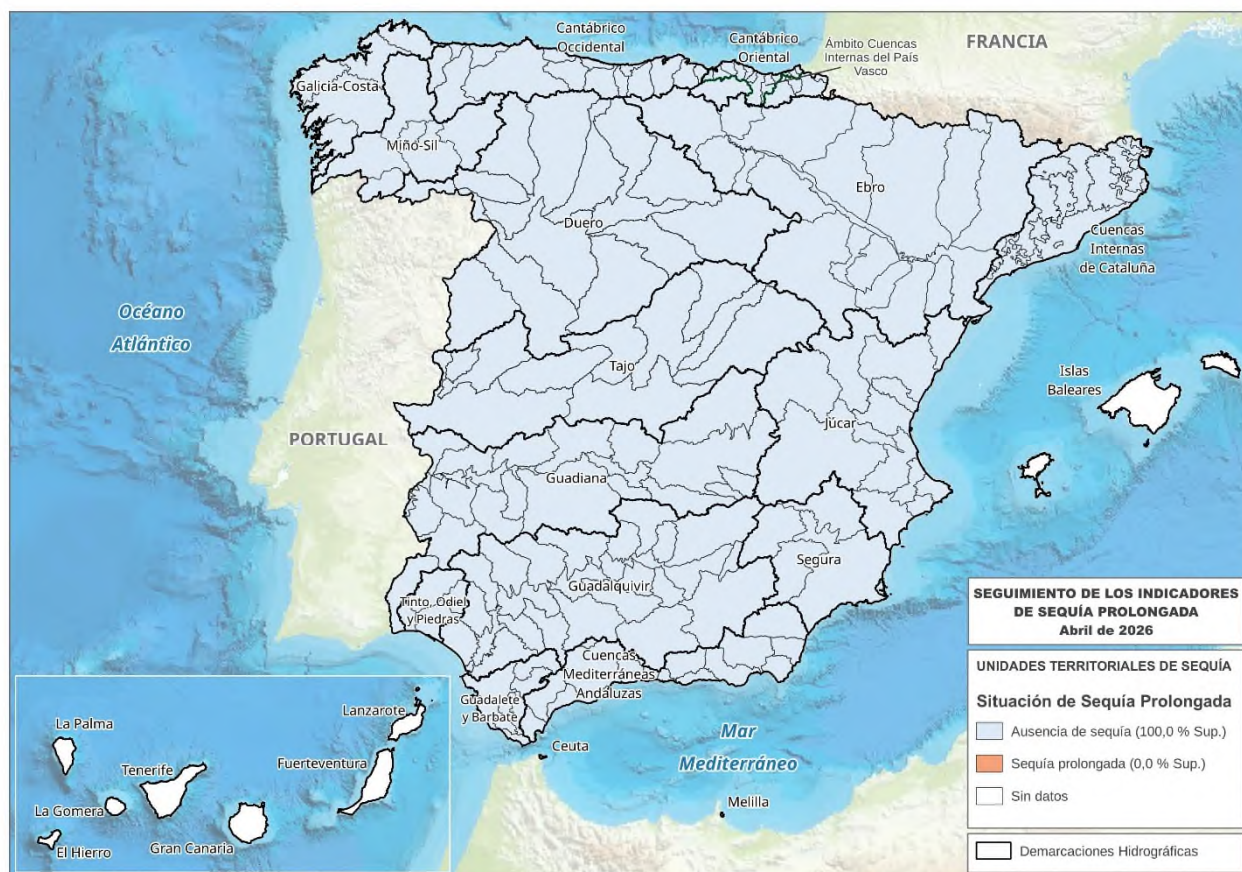 Cantábrico
Occidental
Cantábrico
Oriental
Ámbito Cuencas
Internas del País
Vasco
FRANCIA
Galicia-Costa
Miño-Sil
Ebro
Duero
Cuencas
Internas
de Cataluña
Océano
Atlántico
Tajo
Islas
Baleares
PORTUGAL
Júcar
Guadiana
Segura
Guadalquivir
Tinto, Odiel
y Piedras
Cuencas
Mediterráneas
Andaluzas
Guadalete
y Barbate
Ceuta
Mar
Mediterráneo
Melilla
La Palma
Lanzarote
Tenerife
Fuerteventura
La Gomera
El Hierro
Gran Canaria
SEGUIMIENTO DE LOS INDICADORES
DE SEQUÍA PROLONGADA
Abril de 2026
UNIDADES TERRITORIALES DE SEQUÍA
Situación de Sequía Prolongada
Ausencia de sequía (100,0 % Sup.)
Sequía prolongada (0,0 % Sup.)
Sin datos
Demarcaciones Hidrográficas